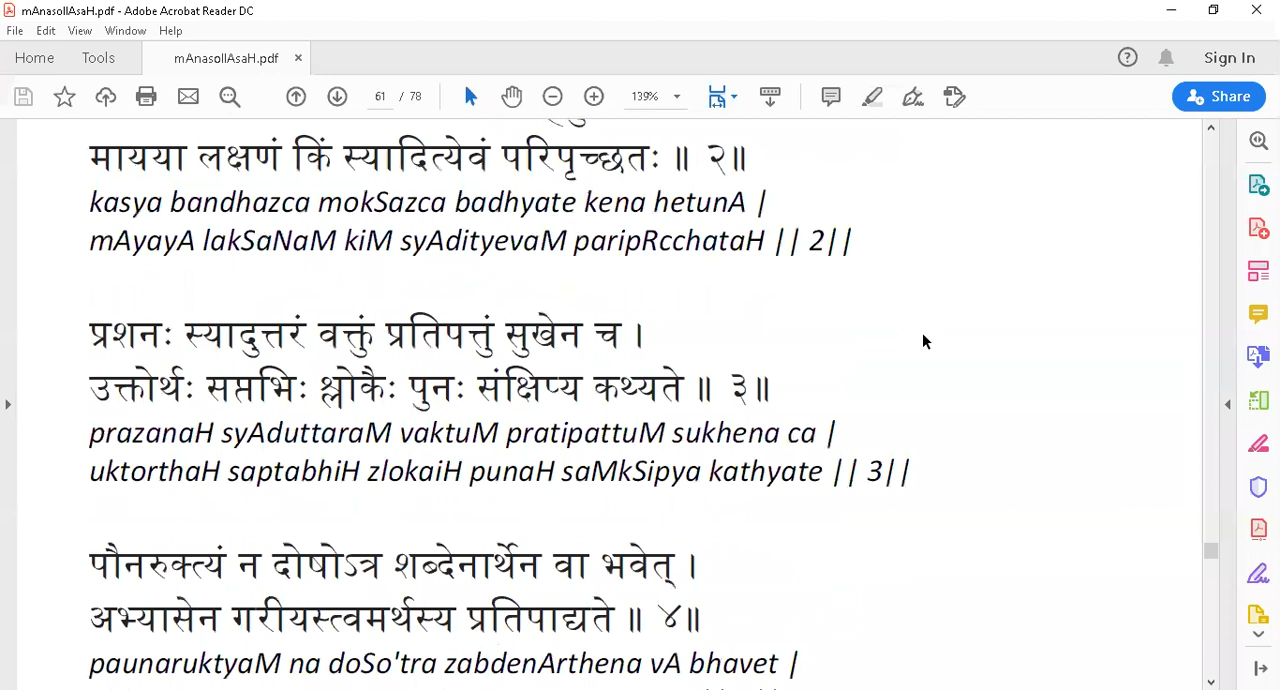 mAnasollAsaH.pdf - Adobe Acrobat Reader DC
File Edit View Window Help
Home Tools mAnasollAsaH.pdf × Sign In
61 / 78 139% Share
मायया लक्षणं किं स्यादित्येवं परिपृच्छतः ॥ २॥
kasya bandhazca mokSazca badhyate kena hetunA |
mAyayA lakSaNaM kiM syAdityevaM paripRcchataH || 2||
प्रशनः स्यादुत्तरं वक्तुं प्रतिपत्तुं सुखेन च ।
उक्तोर्थः सप्तभिः श्लोकैः पुनः संक्षिप्य कथ्यते ॥ ३॥
prazanaH syAduttaraM vaktuM pratipattuM sukhena ca |
uktorthaH saptabhiH zlokaiH punaH saMkSipya kathyate || 3||
पौनरुक्त्यं न दोषोऽत्र शब्देनार्थेन वा भवेत् ।
अभ्यासेन गरीयस्त्वमर्थस्य प्रतिपाद्यते ॥ ४॥
paunaruktyaM na doSo'tra zabdenArthena vA bhavet |